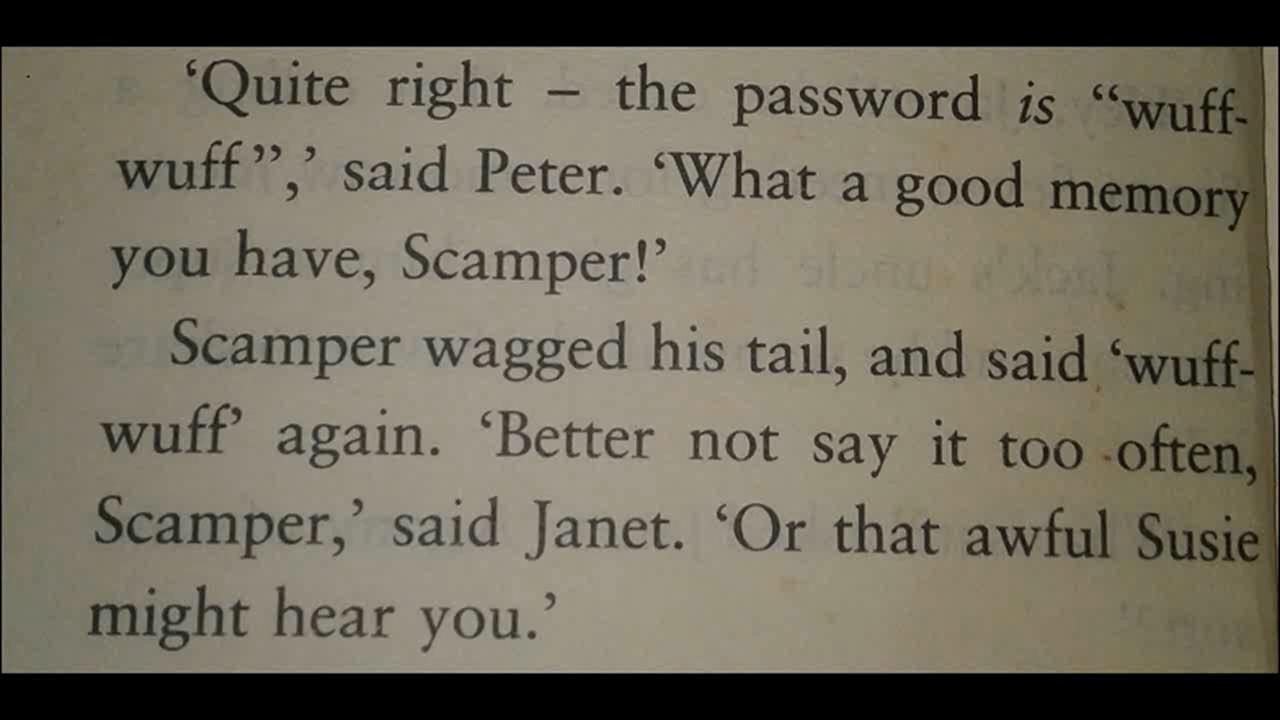 ‘Quite right – the password is “wuff-
wuff”,’ said Peter. ‘What a good memory
you have, Scamper!’
Scamper wagged his tail, and said ‘wuff-
wuff’ again. ‘Better not say it too often,
Scamper,’ said Janet. ‘Or that awful Susie
might hear you.’